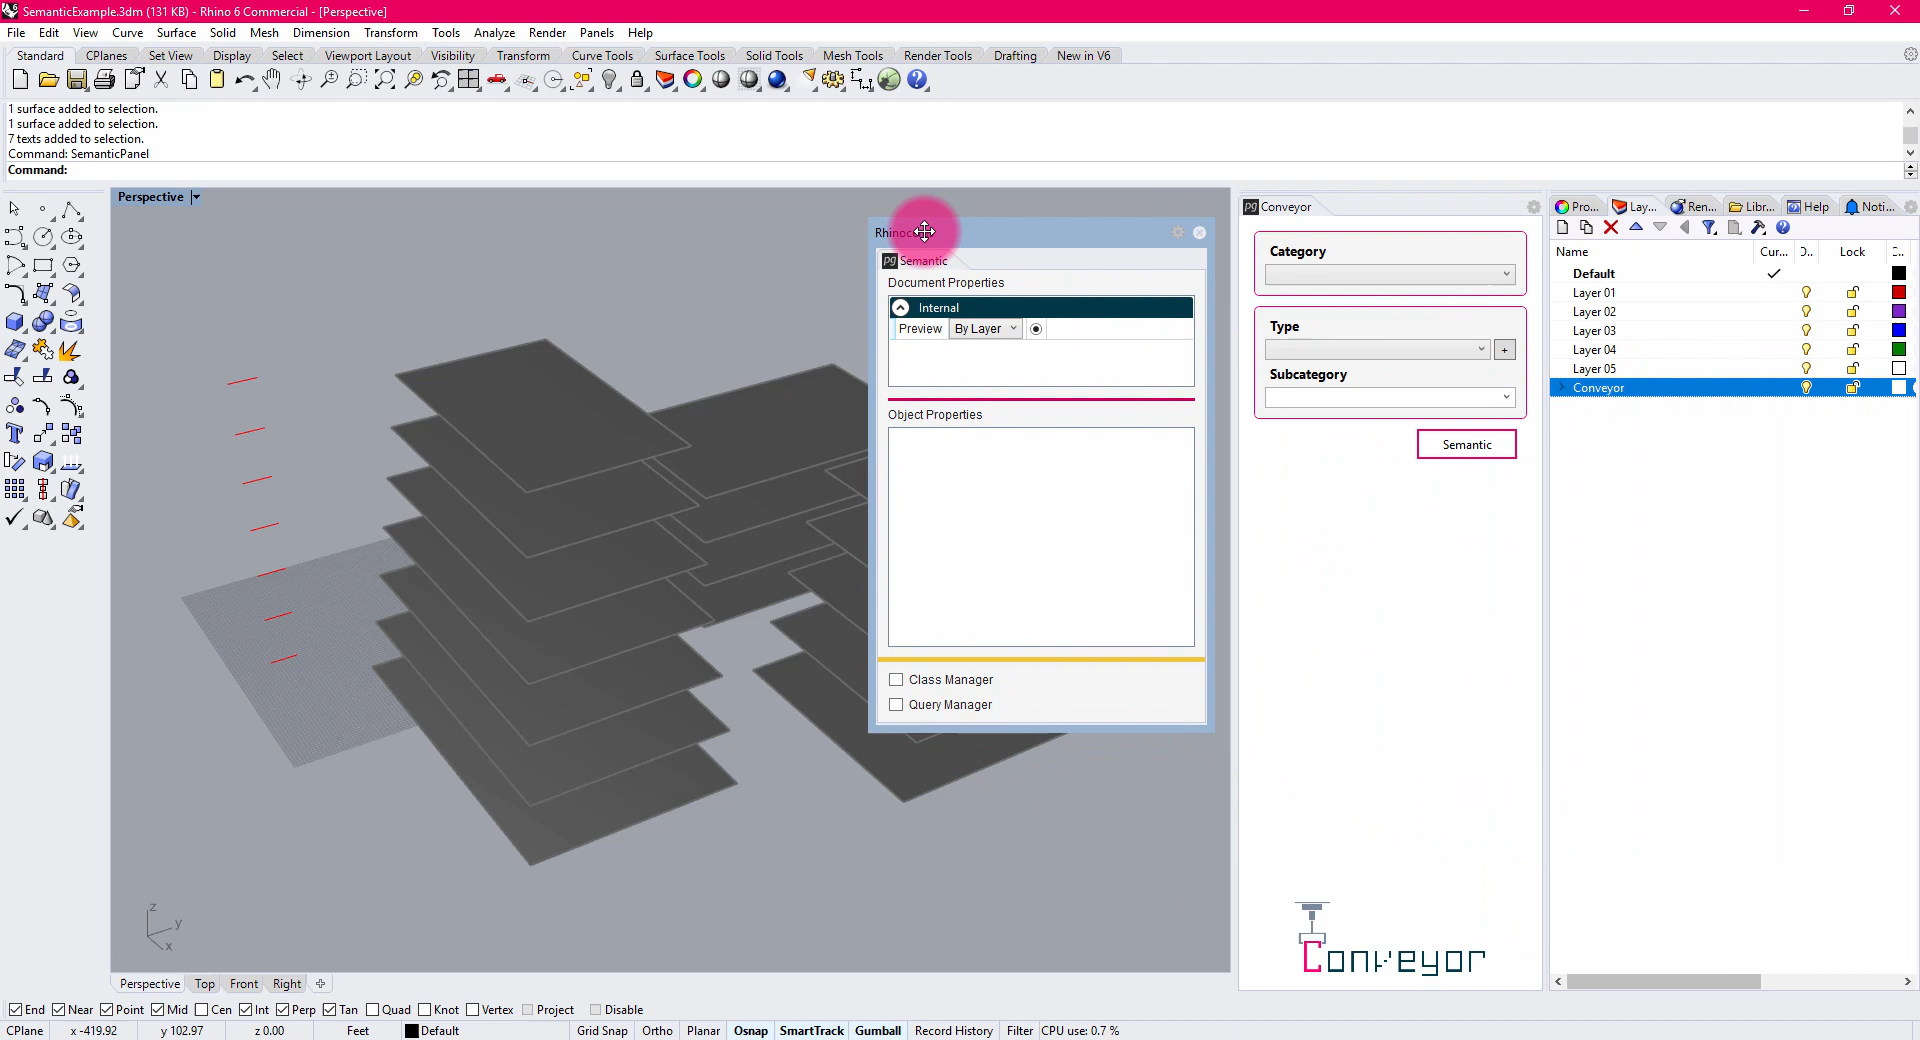 SemanticExample.3dm (131 KB) - Rhino 6 Commercial - [Perspective]
File Edit View Curve Surface Solid Mesh Dimension Transform Tools Analyze Render Panels Help
Standard CPlanes Set View Display Select Viewport Layout Visibility Transform Curve Tools Surface Tools Solid Tools Mesh Tools Render Tools Drafting New in V6
1 surface added to selection.
1 surface added to selection.
7 texts added to selection.
Command: SemanticPanel
Command:
Perspective
Semantic
Document Properties
Internal
Preview By Layer
Object Properties
Class Manager
Query Manager
z
y
x
pg Conveyor
Category
Type
+
Subcategory
Semantic
Conveyor
Pro... Lay... Ren... Libr... Help Noti...
Name Cur... Lock
Default
Layer 01
Layer 02
Layer 03
Layer 04
Layer 05
Conveyor
Perspective Top Front Right
End Near Point Mid Cen Int Perp Tan Quad Knot Vertex Project Disable
CPlane x -419.92 y 102.97 z 0.00 Feet Default Grid Snap Ortho Planar Osnap SmartTrack Gumball Record History Filter CPU use: 0.7 %